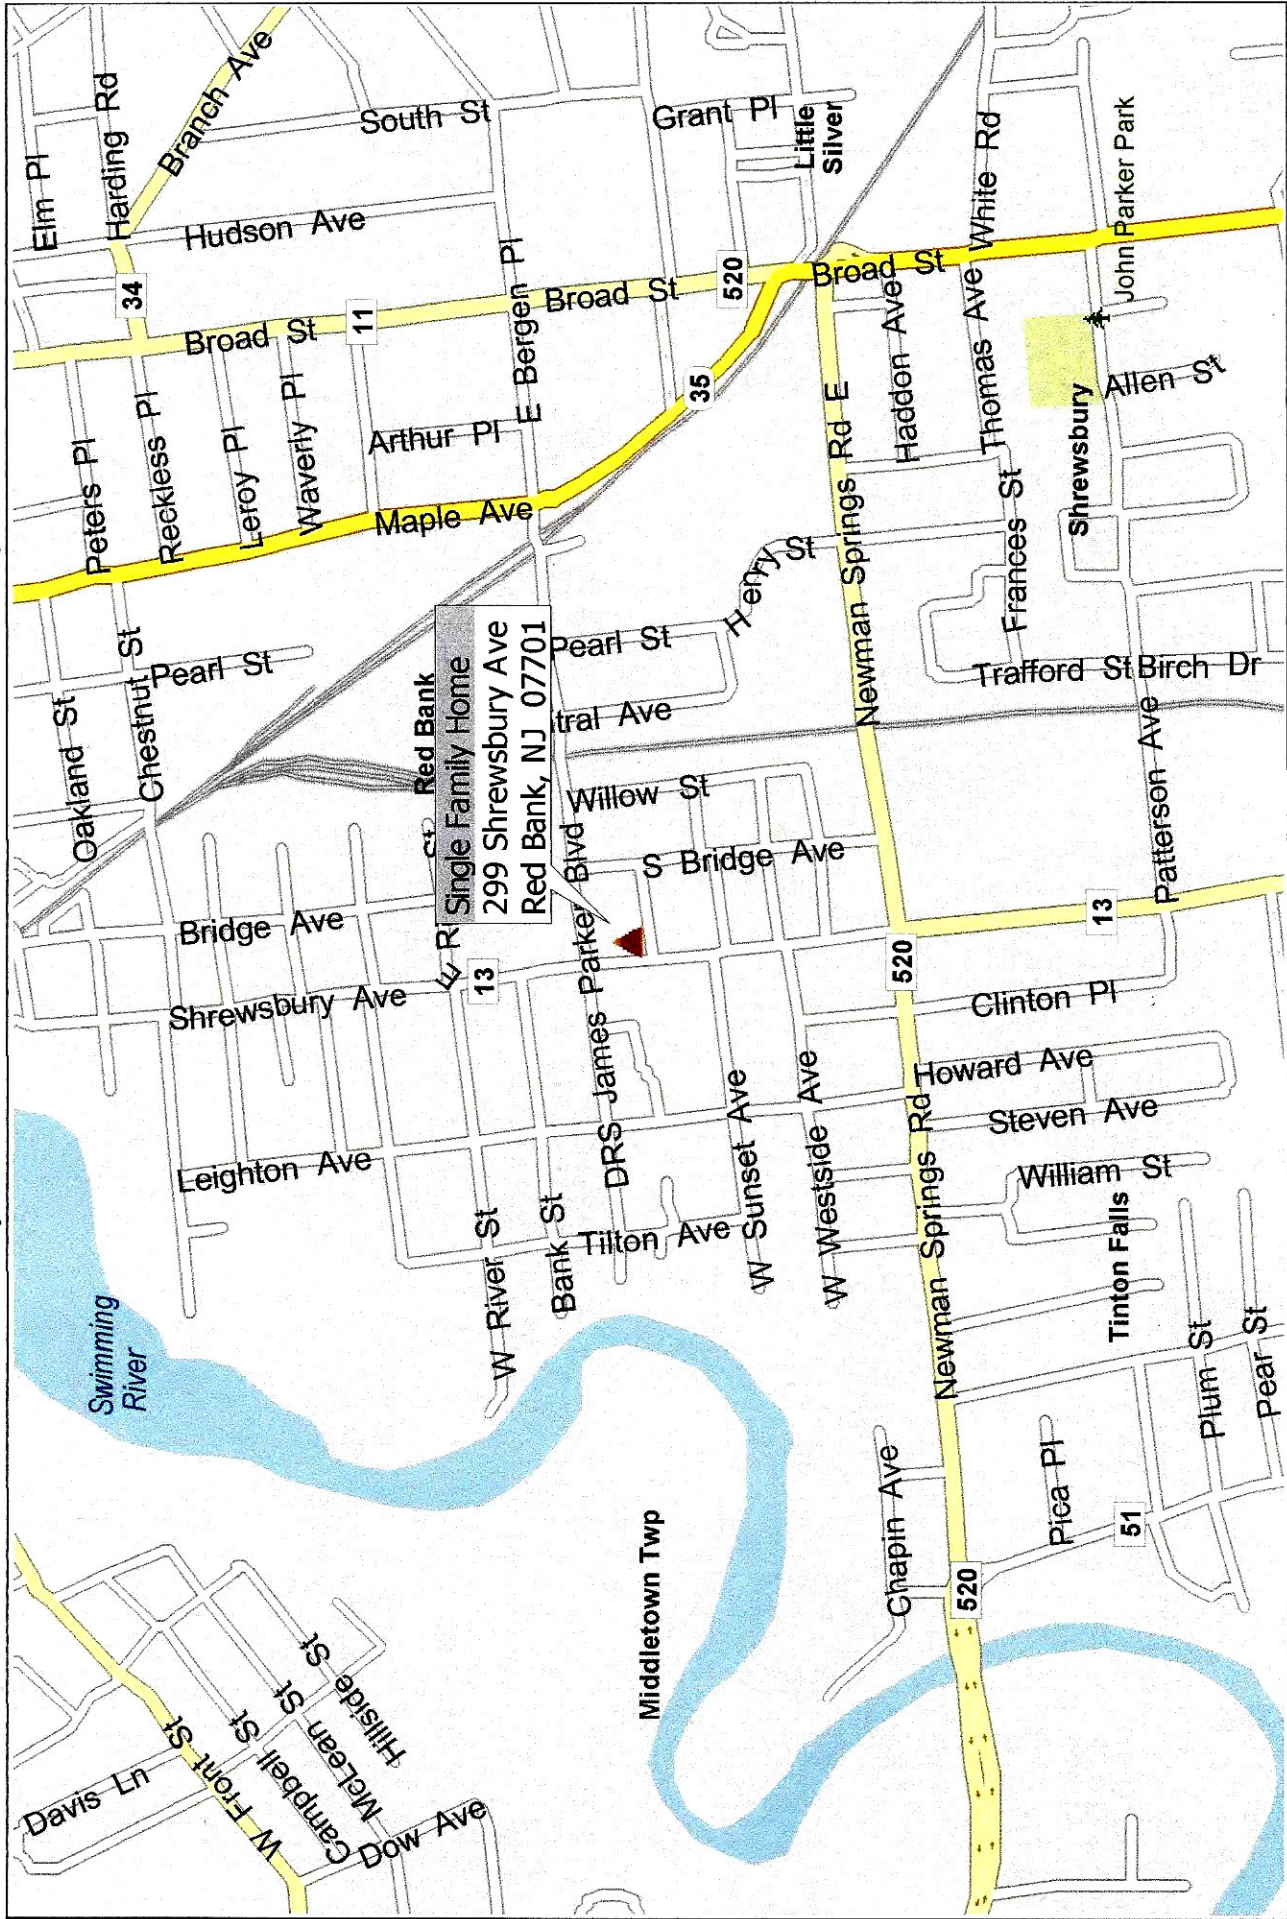 Elm Pl
Harding Rd
Branch Ave
South St
Grant Pl
Little
Silver
White Rd
John Parker Park
Hudson Ave
34
Broad St
11
Broad St
520
Broad St
E Bergen Pl
Peters Pl
Reckless Pl
Leroy Pl
Waverly Pl
Arthur Pl
Maple Ave
35
Haddon Ave
Thomas Ave
Allen St
Shrewsbury
Newman Springs Rd E
Frances St
Henry St
Oakland St
Chestnut St
Pearl St
Pearl St
Red Bank
Trafford St
Birch Dr
Single Family Home
299 Shrewsbury Ave
Red Bank, NJ 07701
tral Ave
Willow St
S Bridge Ave
Patterson Ave
Bridge Ave
Shrewsbury Ave
E R
St
13
DRS James Parker Blvd
520
13
Clinton Pl
Howard Ave
Steven Ave
William St
Leighton Ave
W River St
Bank St
Tilton Ave
W Sunset Ave
W Westside Ave
Newman Springs Rd
Newman Springs Rd
Tinton Falls
Plum St
Pear St
Swimming
River
Middletown Twp
Chapin Ave
Pica Pl
51
520
Davis Ln
W Front St
Campbell St
McLean St
Hillside St
Dow Ave